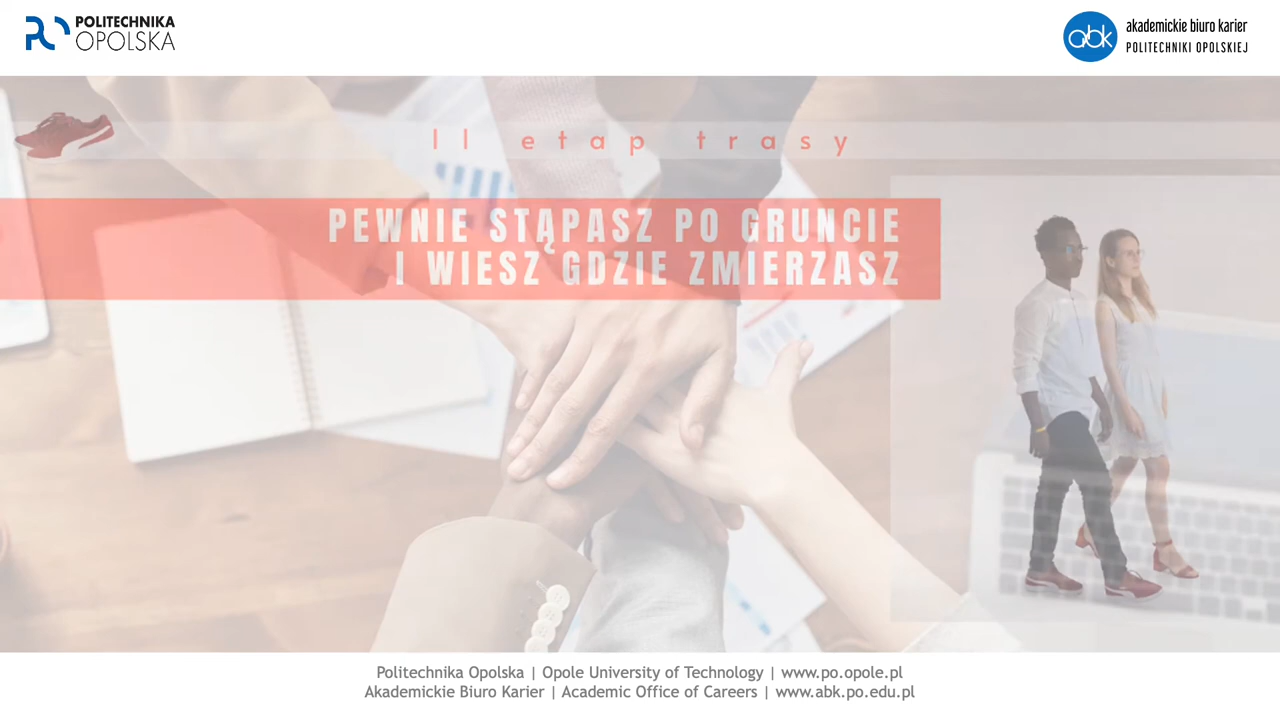 POLITECHNIKA
OPOLSKA
abk
akademickie biuro karier
POLITECHNIKI OPOLSKIEJ
II etap trasy
PEWNIE STĄPASZ PO GRUNCIE
I WIESZ GDZIE ZMIERZASZ
Politechnika Opolska | Opole University of Technology | www.po.opole.pl
Akademickie Biuro Karier | Academic Office of Careers | www.abk.po.edu.pl